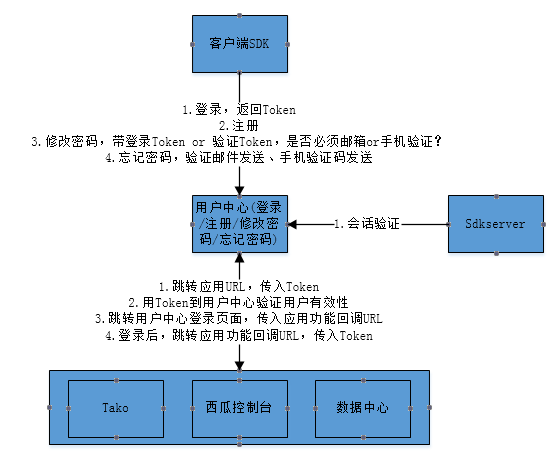 客户端SDK
1.登录，返回Token
2.注册
3.修改密码，带登录Token or 验证Token，是否必须邮箱or手机验证？
4.忘记密码，验证邮件发送、手机验证码发送
用户中心(登录
/注册/修改密
码/忘记密码)
1.会话验证
Sdkserver
1.跳转应用URL，传入Token
2.用Token到用户中心验证用户有效性
3.跳转用户中心登录页面，传入应用功能回调URL
4.登录后，跳转应用功能回调URL，传入Token
Tako
西瓜控制台
数据中心